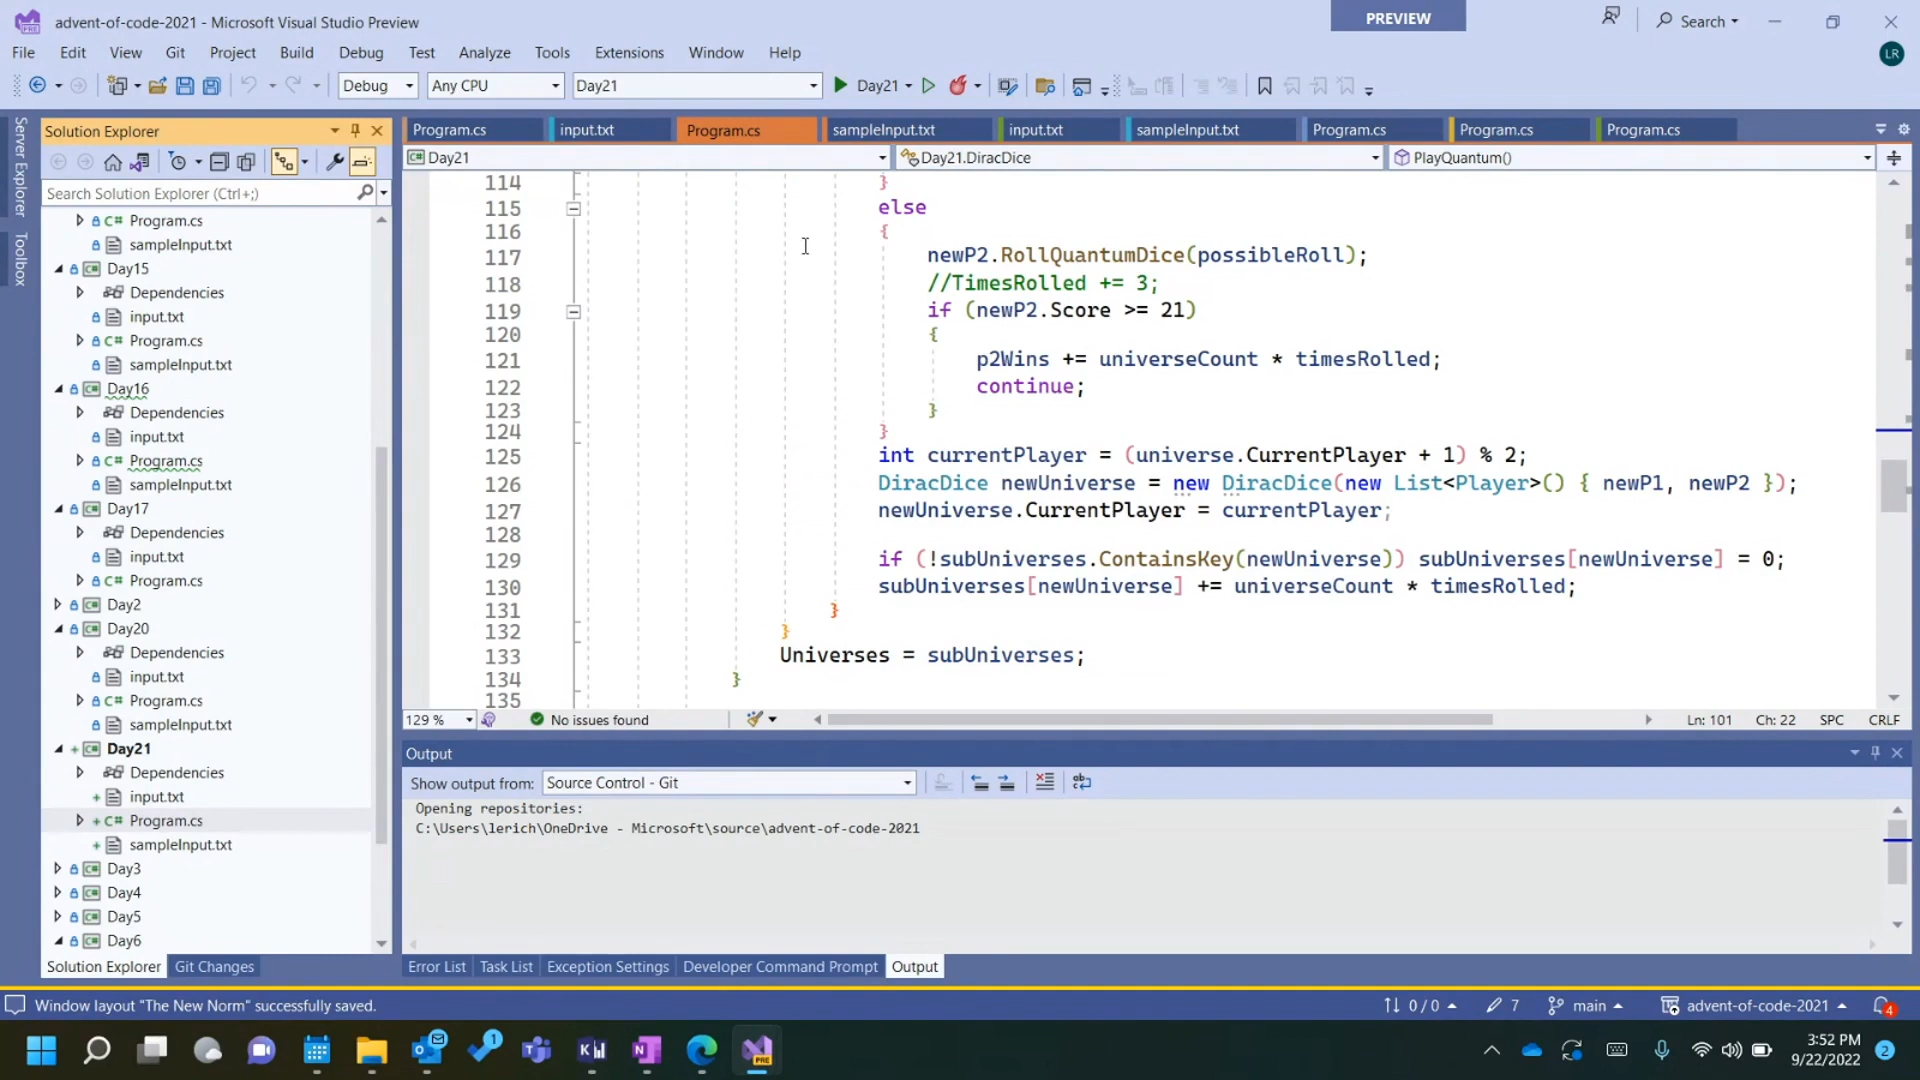 advent-of-code-2021 - Microsoft Visual Studio Preview
PREVIEW
Search
File Edit View Git Project Build Debug Test Analyze Tools Extensions Window Help
LR
Debug Any CPU Day21 Day21
Server Explorer
Toolbox
Solution Explorer
Search Solution Explorer (Ctrl+;)
C# Program.cs
sampleInput.txt
Day15
Dependencies
input.txt
C# Program.cs
sampleInput.txt
Day16
Dependencies
input.txt
C# Program.cs
sampleInput.txt
Day17
Dependencies
input.txt
C# Program.cs
Day2
Day20
Dependencies
input.txt
C# Program.cs
sampleInput.txt
Day21
Dependencies
input.txt
C# Program.cs
sampleInput.txt
Day3
Day4
Day5
Day6
Solution Explorer Git Changes
Program.cs input.txt Program.cs sampleInput.txt input.txt sampleInput.txt Program.cs Program.cs Program.cs
Day21 Day21.DiracDice PlayQuantum()
114 }
115 else
116 {
117 newP2.RollQuantumDice(possibleRoll);
118 //TimesRolled += 3;
119 if (newP2.Score >= 21)
120 {
121 p2Wins += universeCount * timesRolled;
122 continue;
123 }
124 }
125 int currentPlayer = (universe.CurrentPlayer + 1) % 2;
126 DiracDice newUniverse = new DiracDice(new List<Player>() { newP1, newP2 });
127 newUniverse.CurrentPlayer = currentPlayer;
128
129 if (!subUniverses.ContainsKey(newUniverse)) subUniverses[newUniverse] = 0;
130 subUniverses[newUniverse] += universeCount * timesRolled;
131 }
132 }
133 Universes = subUniverses;
134 }
135
129 % No issues found Ln: 101 Ch: 22 SPC CRLF
Output
Show output from: Source Control - Git
Opening repositories:
C:\Users\lerich\OneDrive - Microsoft\source\advent-of-code-2021
Error List Task List Exception Settings Developer Command Prompt Output
Window layout "The New Norm" successfully saved. 0 / 0 7 main advent-of-code-2021 4
1
PRE
3:52 PM
9/22/2022
2